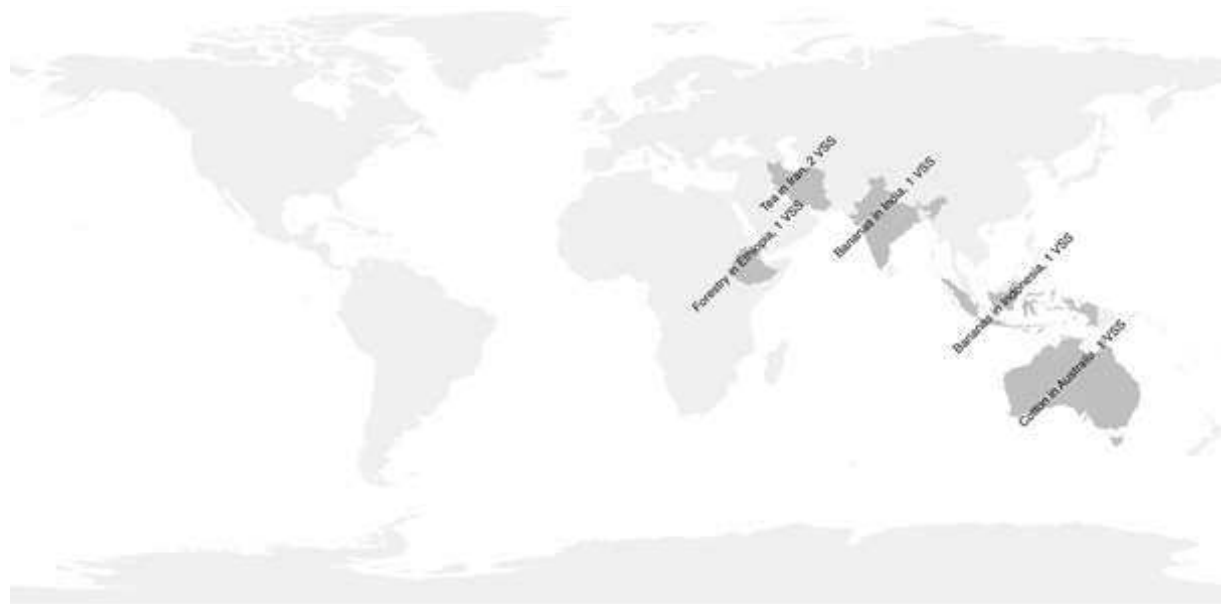 Tea in Iran, 2 VSS
Bananas in India, 1 VSS
Forestry in Ethiopia, 1 VSS
Bananas in Indonesia, 1 VSS
Cotton in Australia, VSS